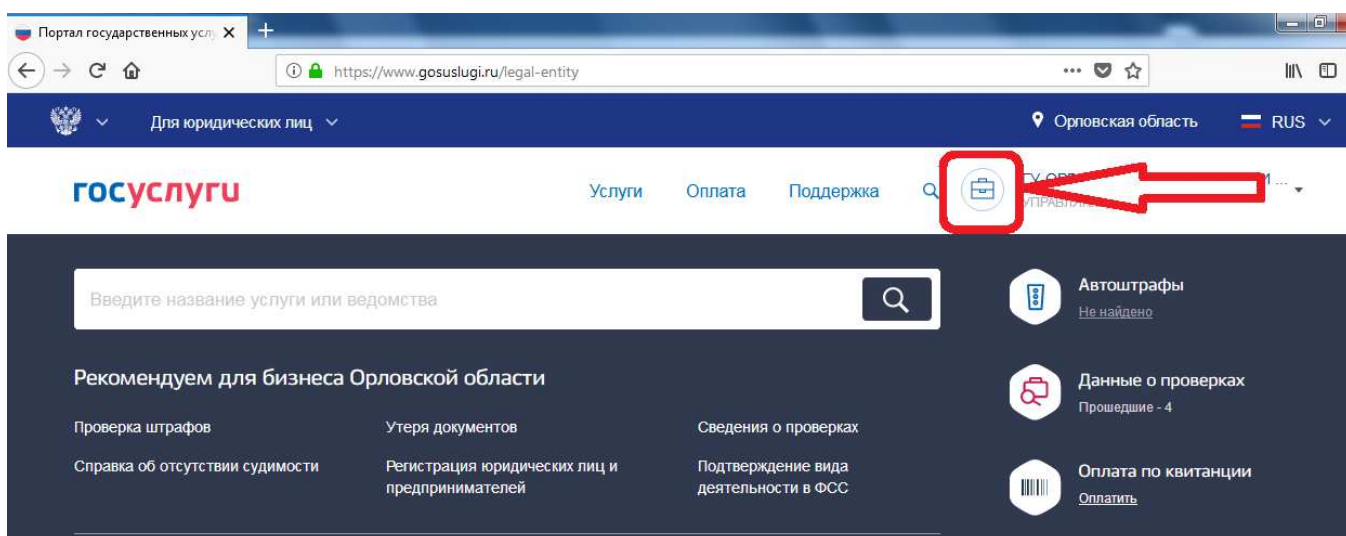 Портал государственных усл
https://www.gosuslugi.ru/legal-entity
Для юридических лиц
Орловская область
RUS
госуслуги
Услуги
Оплата
Поддержка
Введите название услуги или ведомства
Автоштрафы
Не найдено
Рекомендуем для бизнеса Орловской области
Данные о проверках
Прошедшие - 4
Проверка штрафов
Утеря документов
Сведения о проверках
Справка об отсутствии судимости
Регистрация юридических лиц и
предпринимателей
Подтверждение вида
деятельности в ФСС
Оплата по квитанции
Оплатить